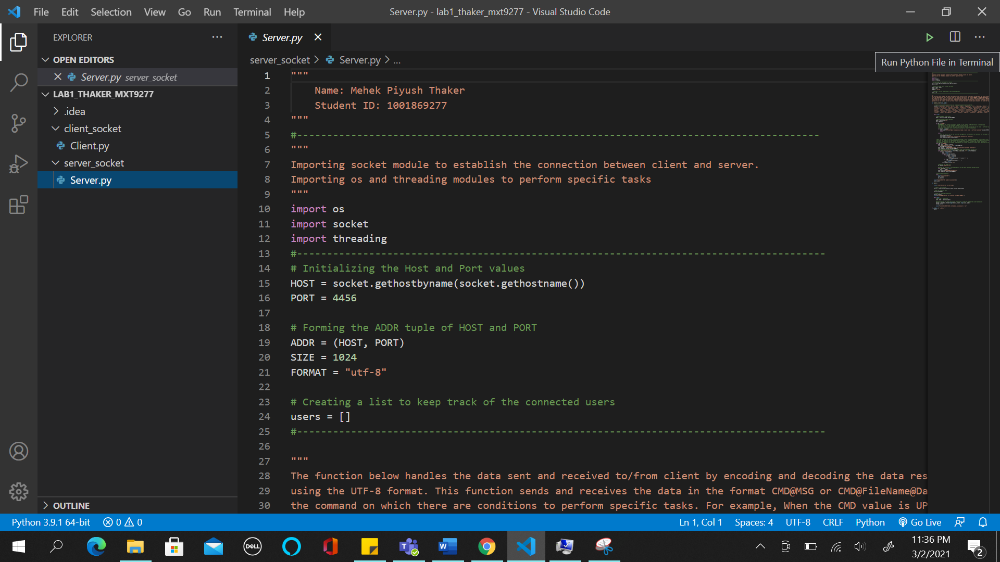 File Edit Selection View Go Run Terminal Help
Server.py - lab1_thaker_mxt9277 - Visual Studio Code
EXPLORER
OPEN EDITORS
Server.py server_socket
LAB1_THAKER_MXT9277
.idea
client_socket
Client.py
server_socket
Server.py
OUTLINE
Server.py
server_socket > Server.py > ...
Run Python File in Terminal
1 """
2 Name: Mehek Piyush Thaker
3 Student ID: 1001869277
4 """
5 #---------------------------------------------------------------------------------------
6 """
7 Importing socket module to establish the connection between client and server.
8 Importing os and threading modules to perform specific tasks
9 """
10 import os
11 import socket
12 import threading
13 #----------------------------------------------------------------------------------------
14 # Initializing the Host and Port values
15 HOST = socket.gethostbyname(socket.gethostname())
16 PORT = 4456
17
18 # Forming the ADDR tuple of HOST and PORT
19 ADDR = (HOST, PORT)
20 SIZE = 1024
21 FORMAT = "utf-8"
22
23 # Creating a list to keep track of the connected users
24 users = []
25 #----------------------------------------------------------------------------------------
26
27 """
28 The function below handles the data sent and received to/from client by encoding and decoding the data res
29 using the UTF-8 format. This function sends and receives the data in the format CMD@MSG or CMD@FileName@Da
30 the command on which there are conditions to perform specific tasks. For example, When the CMD value is UP
Python 3.9.1 64-bit 0 0
Ln 1, Col 1 Spaces: 4 UTF-8 CRLF Python Go Live
DELL
11:36 PM
3/2/2021
2